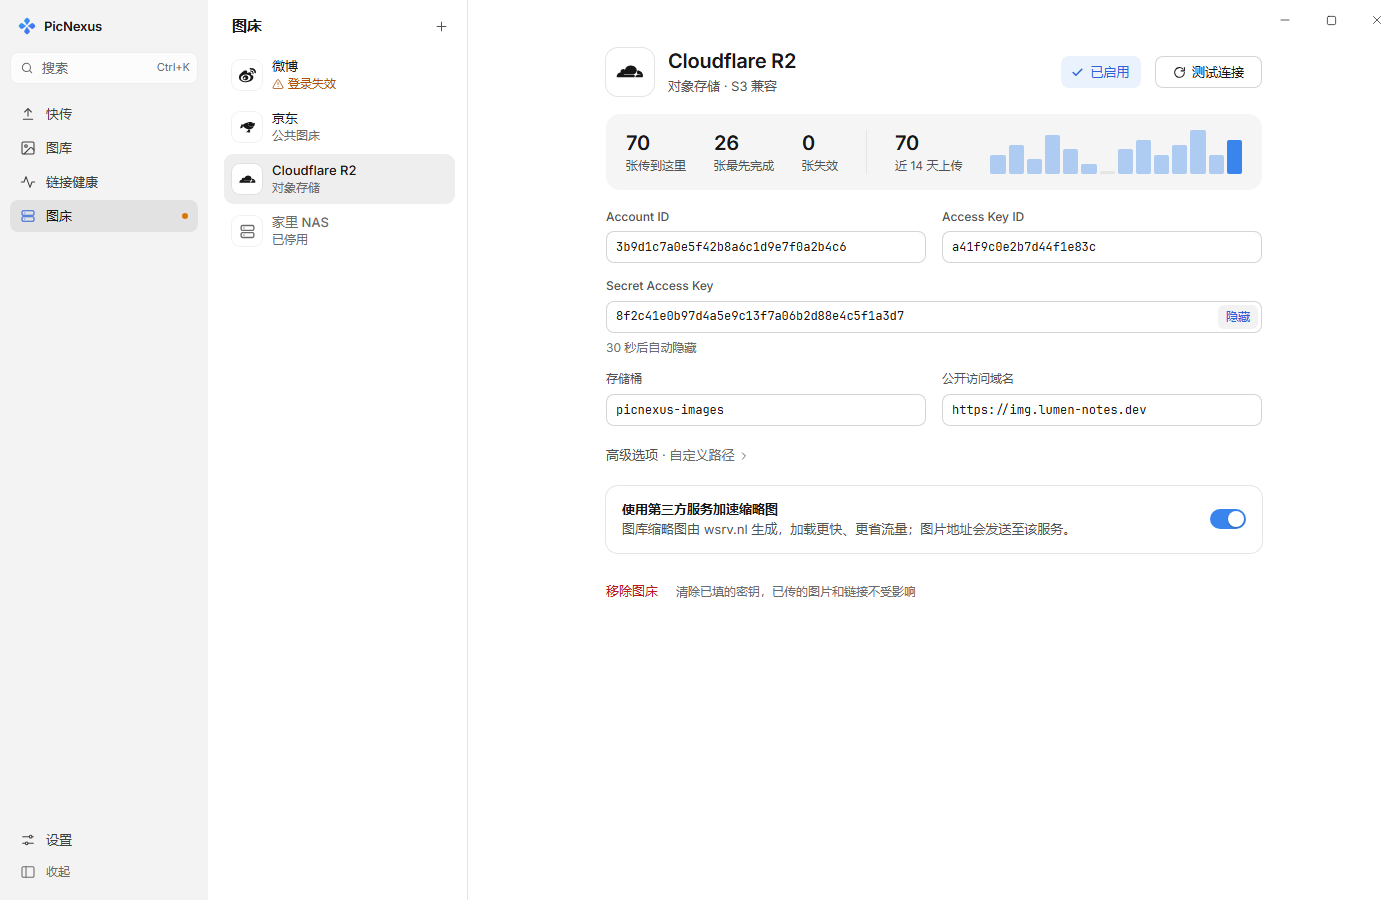 PicNexus
搜索 Ctrl+K
快传
图库
链接健康
图床
设置
收起
图床
微博
登录失效
京东
公共图床
Cloudflare R2
对象存储
家里 NAS
已停用
Cloudflare R2
对象存储 · S3 兼容
已启用
测试连接
70
张传到这里
26
张最先完成
0
张失效
70
近 14 天上传
Account ID
3b9d1c7a0e5f42b8a6c1d9e7f0a2b4c6
Access Key ID
a41f9c0e2b7d44f1e83c
Secret Access Key
8f2c41e0b97d4a5e9c13f7a06b2d88e4c5f1a3d7
隐藏
30 秒后自动隐藏
存储桶
picnexus-images
公开访问域名
https://img.lumen-notes.dev
高级选项 · 自定义路径
使用第三方服务加速缩略图
图库缩略图由 wsrv.nl 生成，加载更快、更省流量；图片地址会发送至该服务。
移除图床 清除已填的密钥，已传的图片和链接不受影响